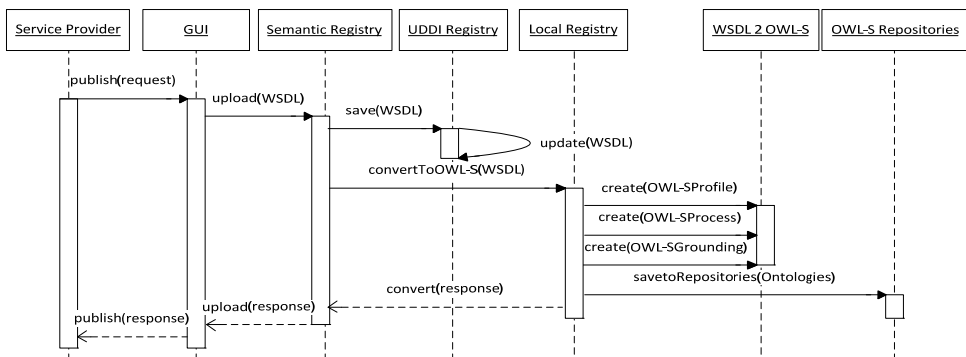 Service Provider
GUI
Semantic Registry
UDDI Registry
Local Registry
WSDL 2 OWL-S
OWL-S Repositories
publish(request)
upload(WSDL)
save(WSDL)
update(WSDL)
convertToOWL-S(WSDL)
create(OWL-SProfile)
create(OWL-SProcess)
create(OWL-SGrounding)
savetoRepositories(Ontologies)
convert(response)
upload(response)
publish(response)